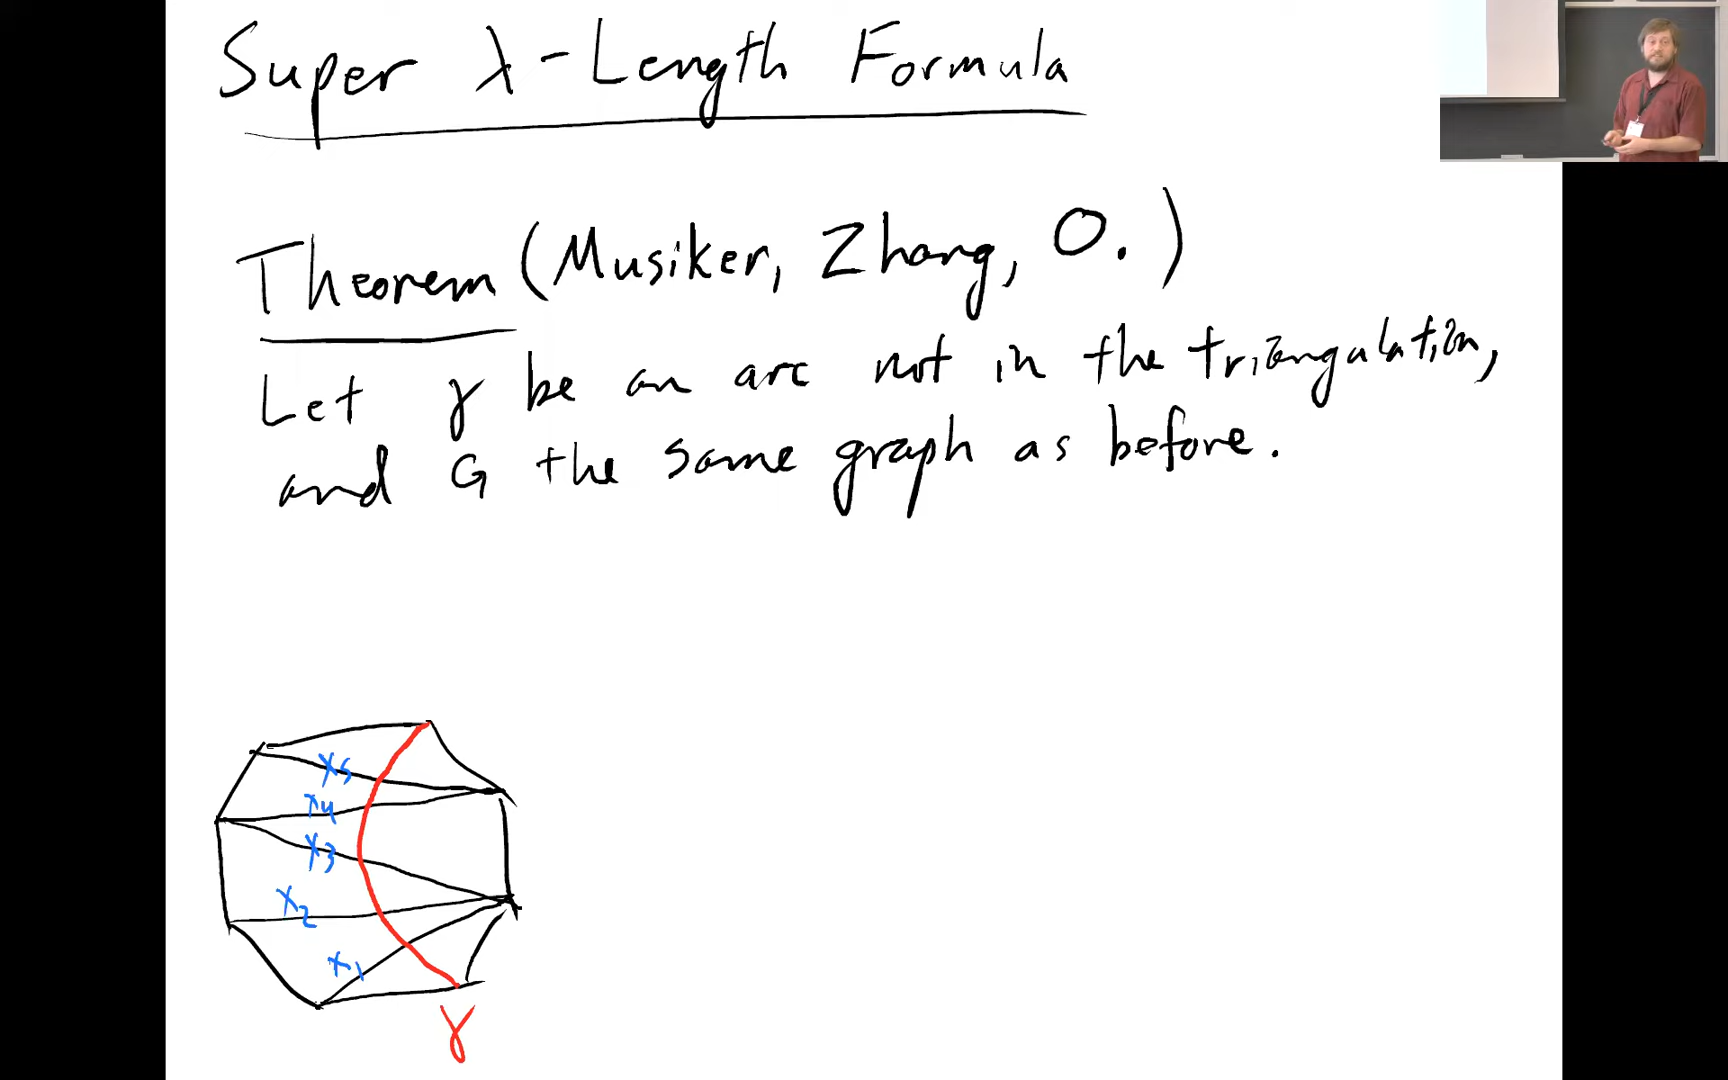 Super λ-Length Formula
Theorem (Musiker, Zhang, O.)
Let γ be an arc not in the triangulation,
and G the same graph as before.
x5
x4
x3
x2
x1
γ